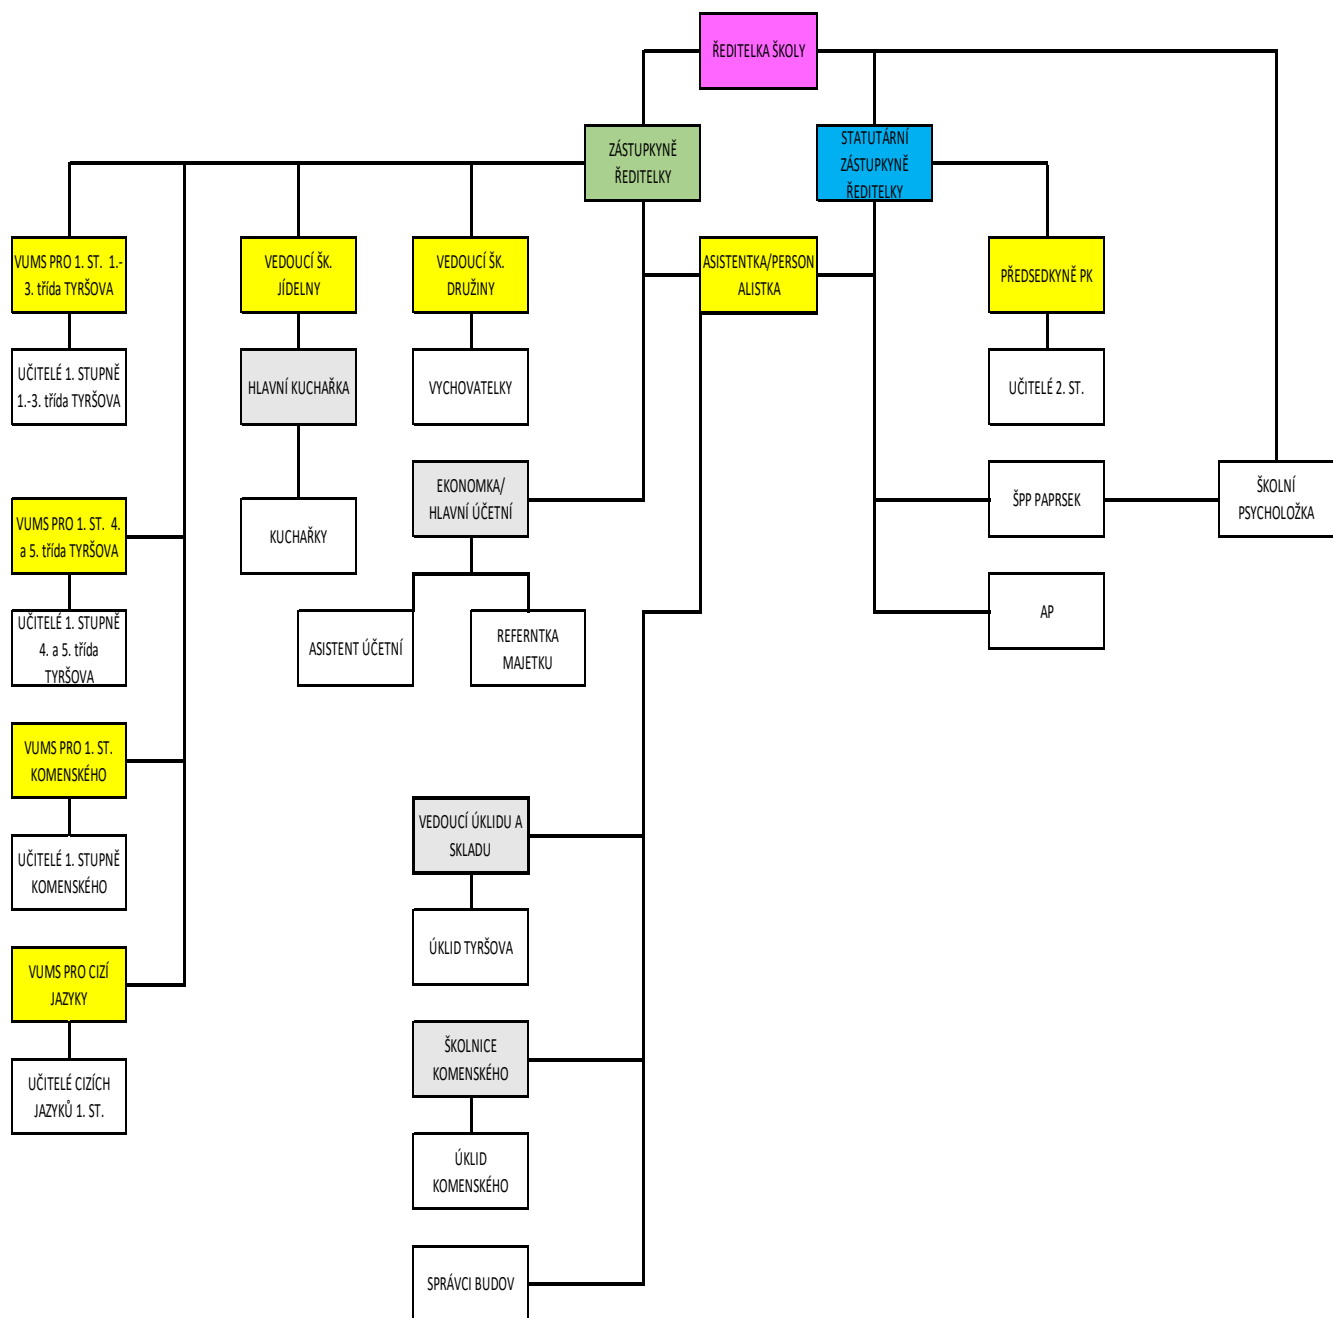 ŘEDITELKA ŠKOLY
ZÁSTUPKYNĚ
ŘEDITELKY
STATUTÁRNÍ
ZÁSTUPKYNĚ
ŘEDITELKY
VUMS PRO 1. ST. 1.-
3. třída TYRŠOVA
VEDOUCÍ ŠK.
JÍDELNY
VEDOUCÍ ŠK.
DRUŽINY
ASISTENTKA/PERSON
ALISTKA
PŘEDSEDKYNĚ PK
UČITELÉ 1. STUPNĚ
1.-3. třída TYRŠOVA
HLAVNÍ KUCHAŘKA
VYCHOVATELKY
UČITELÉ 2. ST.
VUMS PRO 1. ST. 4.
a 5. třída TYRŠOVA
KUCHAŘKY
EKONOMKA/
HLAVNÍ ÚČETNÍ
ŠPP PAPRSEK
ŠKOLNÍ
PSYCHOLOŽKA
UČITELÉ 1. STUPNĚ
4. a 5. třída
TYRŠOVA
ASISTENT ÚČETNÍ
REFERNTKA
MAJETKU
AP
VUMS PRO 1. ST.
KOMENSKÉHO
UČITELÉ 1. STUPNĚ
KOMENSKÉHO
VEDOUCÍ ÚKLIDU A
SKLADU
ÚKLID TYRŠOVA
VUMS PRO CIZÍ
JAZYKY
UČITELÉ CIZÍCH
JAZYKŮ 1. ST.
ŠKOLNICE
KOMENSKÉHO
ÚKLID
KOMENSKÉHO
SPRÁVCI BUDOV